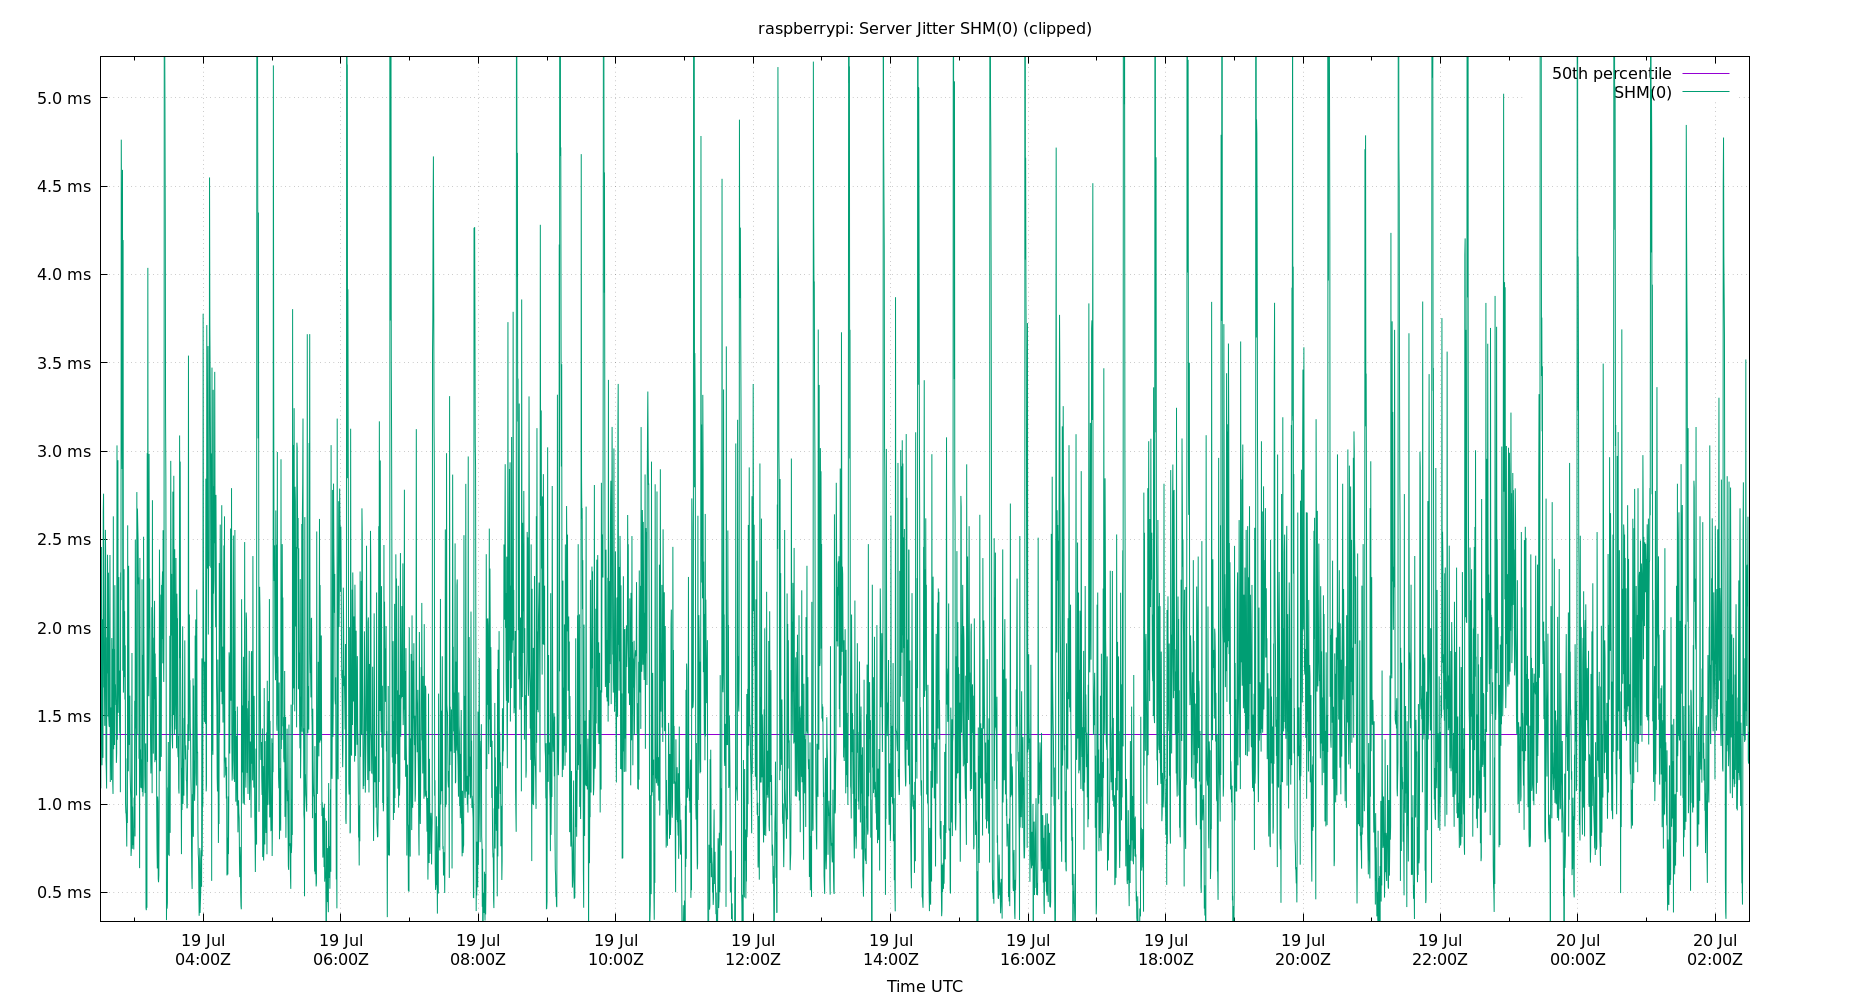 raspberrypi: Server Jitter SHM(0) (clipped)
50th percentile
SHM(0)
5.0 ms
4.5 ms
4.0 ms
3.5 ms
3.0 ms
2.5 ms
2.0 ms
1.5 ms
1.0 ms
0.5 ms
19 Jul 19 Jul 19 Jul 19 Jul 19 Jul 19 Jul 19 Jul 19 Jul 19 Jul 19 Jul 20 Jul 20 Jul
04:00Z 06:00Z 08:00Z 10:00Z 12:00Z 14:00Z 16:00Z 18:00Z 20:00Z 22:00Z 00:00Z 02:00Z
Time UTC